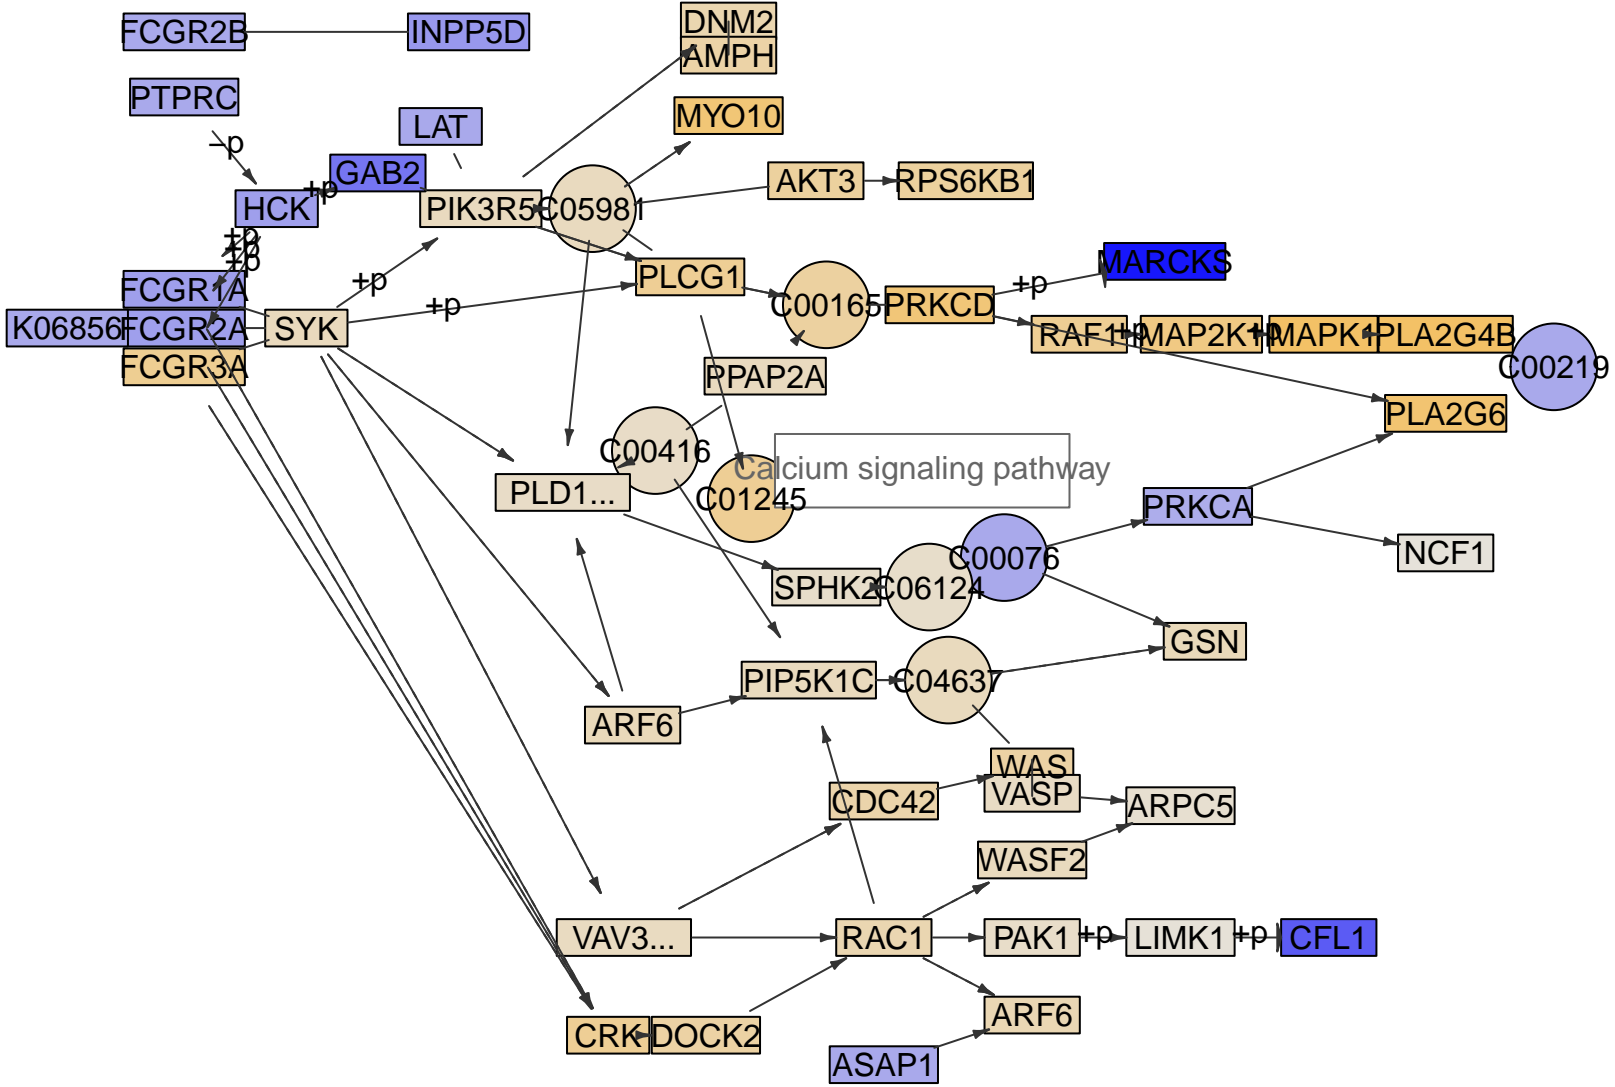 DNM2
FCGR2B
INPP5D
AMPH
PTPRC
MYO10
LAT
−p
GAB2
AKT3
RPS6KB1
+p
HCK
PIK3R5
C05981
+p
+p
+p
MARCKS
FCGR1A
+p
PLCG1
+p
+p
C00165
PRKCD
K06856
FCGR2A
SYK
RAF1
+p
MAP2K1
+p
MAPK1
PLA2G4B
FCGR3A
PPAP2A
C00219
PLA2G6
C00416
Calcium signaling pathway
PLD1...
C01245
PRKCA
NCF1
C00076
SPHK2
C06124
GSN
PIP5K1C
C04637
ARF6
WAS
VASP
CDC42
ARPC5
WASF2
VAV3...
RAC1
PAK1
+p
LIMK1
+p
CFL1
ARF6
CRK
DOCK2
ASAP1